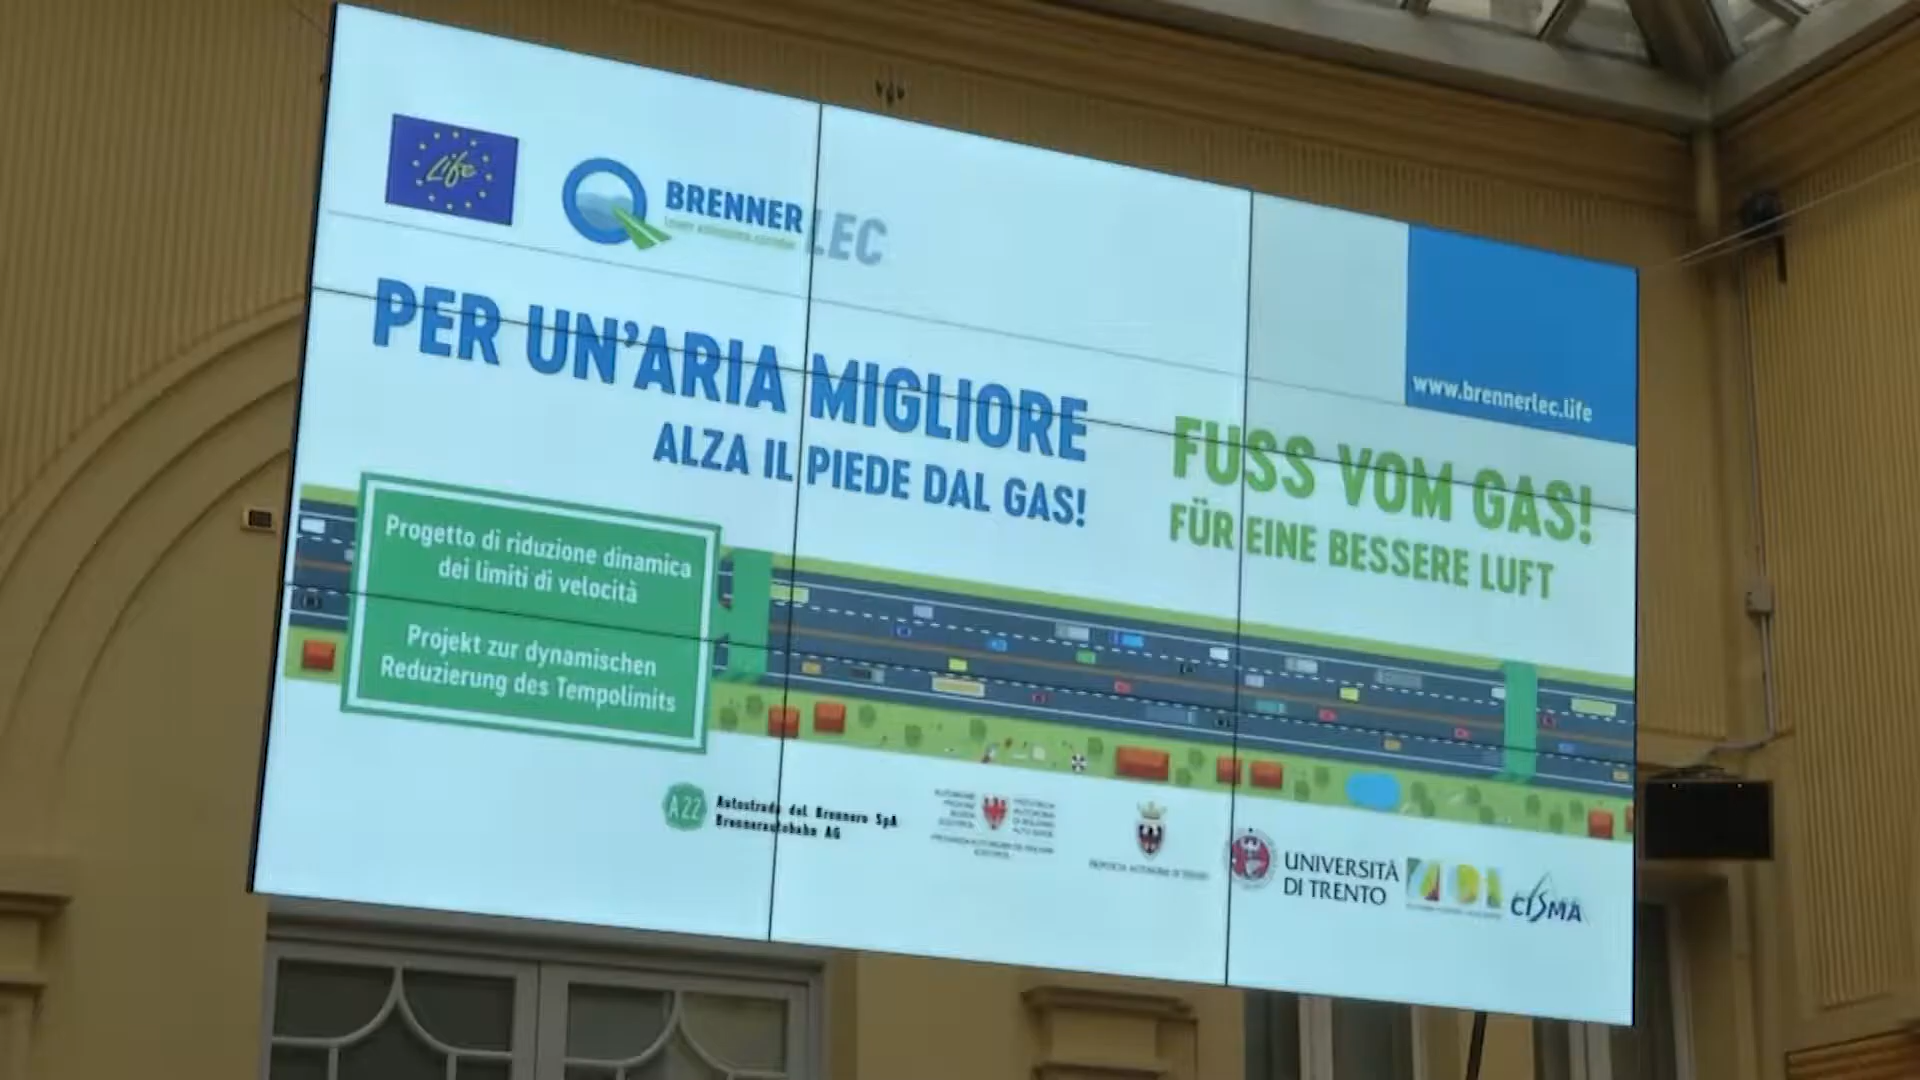 Life
BRENNER LEC
www.brennerlec.life
PER UN'ARIA MIGLIORE
ALZA IL PIEDE DAL GAS!
FUSS VOM GAS!
FÜR EINE BESSERE LUFT
Progetto di riduzione dinamica
dei limiti di velocità
Projekt zur dynamischen
Reduzierung des Tempolimits
A22
Autostrada del Brennero SpA
Brennerautobahn AG
UNIVERSITÀ
DI TRENTO
CISMA